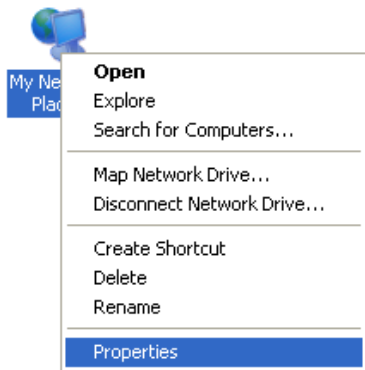 My Ne
Plac
Open
Explore
Search for Computers...
Map Network Drive...
Disconnect Network Drive...
Create Shortcut
Delete
Rename
Properties